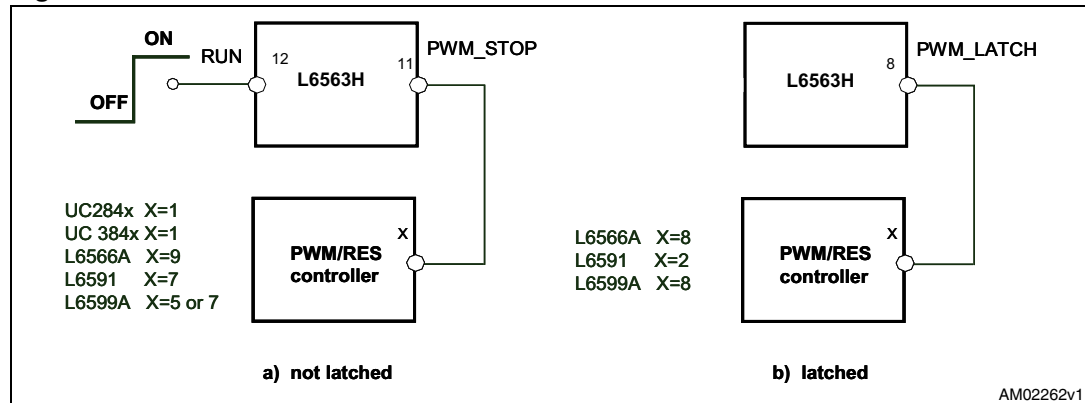 ON
RUN
OFF
12
11
L6563H
PWM_STOP
UC284x X=1
UC 384x X=1
L6566A X=9
L6591 X=7
L6599A X=5 or 7
X
PWM/RES
controller
a) not latched
8
L6563H
PWM_LATCH
L6566A X=8
L6591 X=2
L6599A X=8
X
PWM/RES
controller
b) latched
AM02262v1